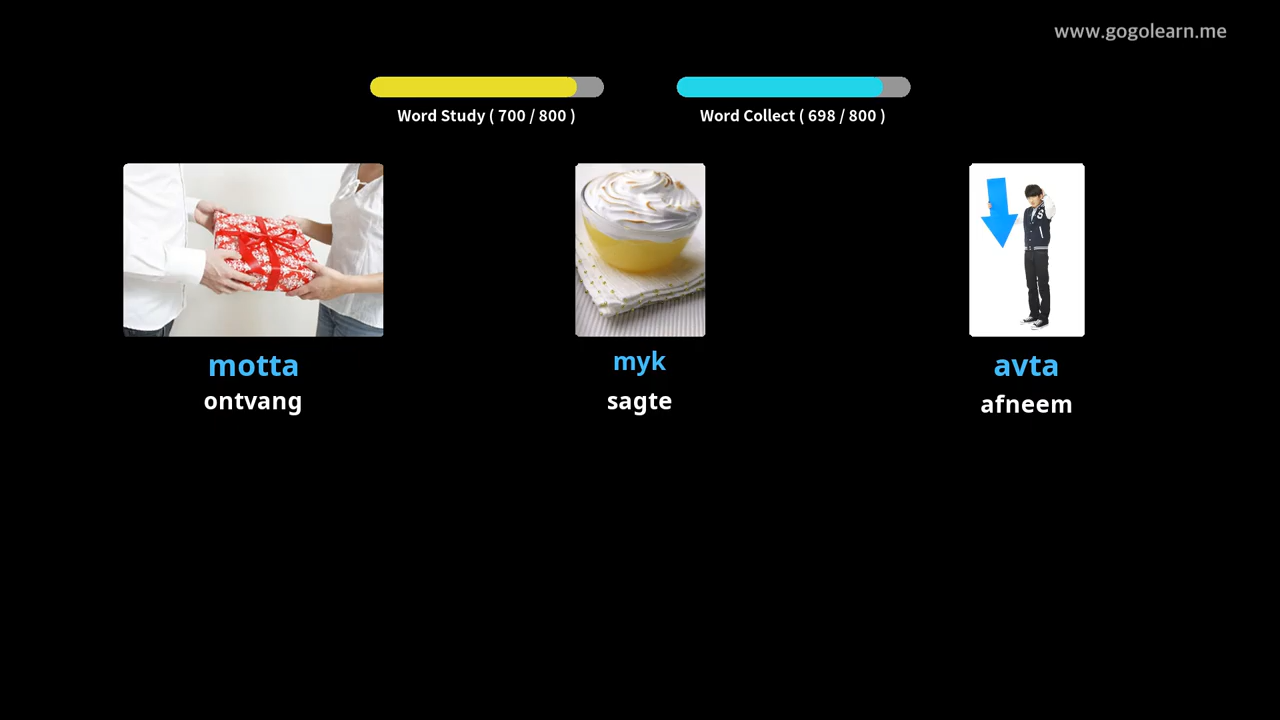 www.gogolearn.me
Word Study ( 700 / 800 )
Word Collect ( 698 / 800 )
motta
ontvang
myk
sagte
avta
afneem